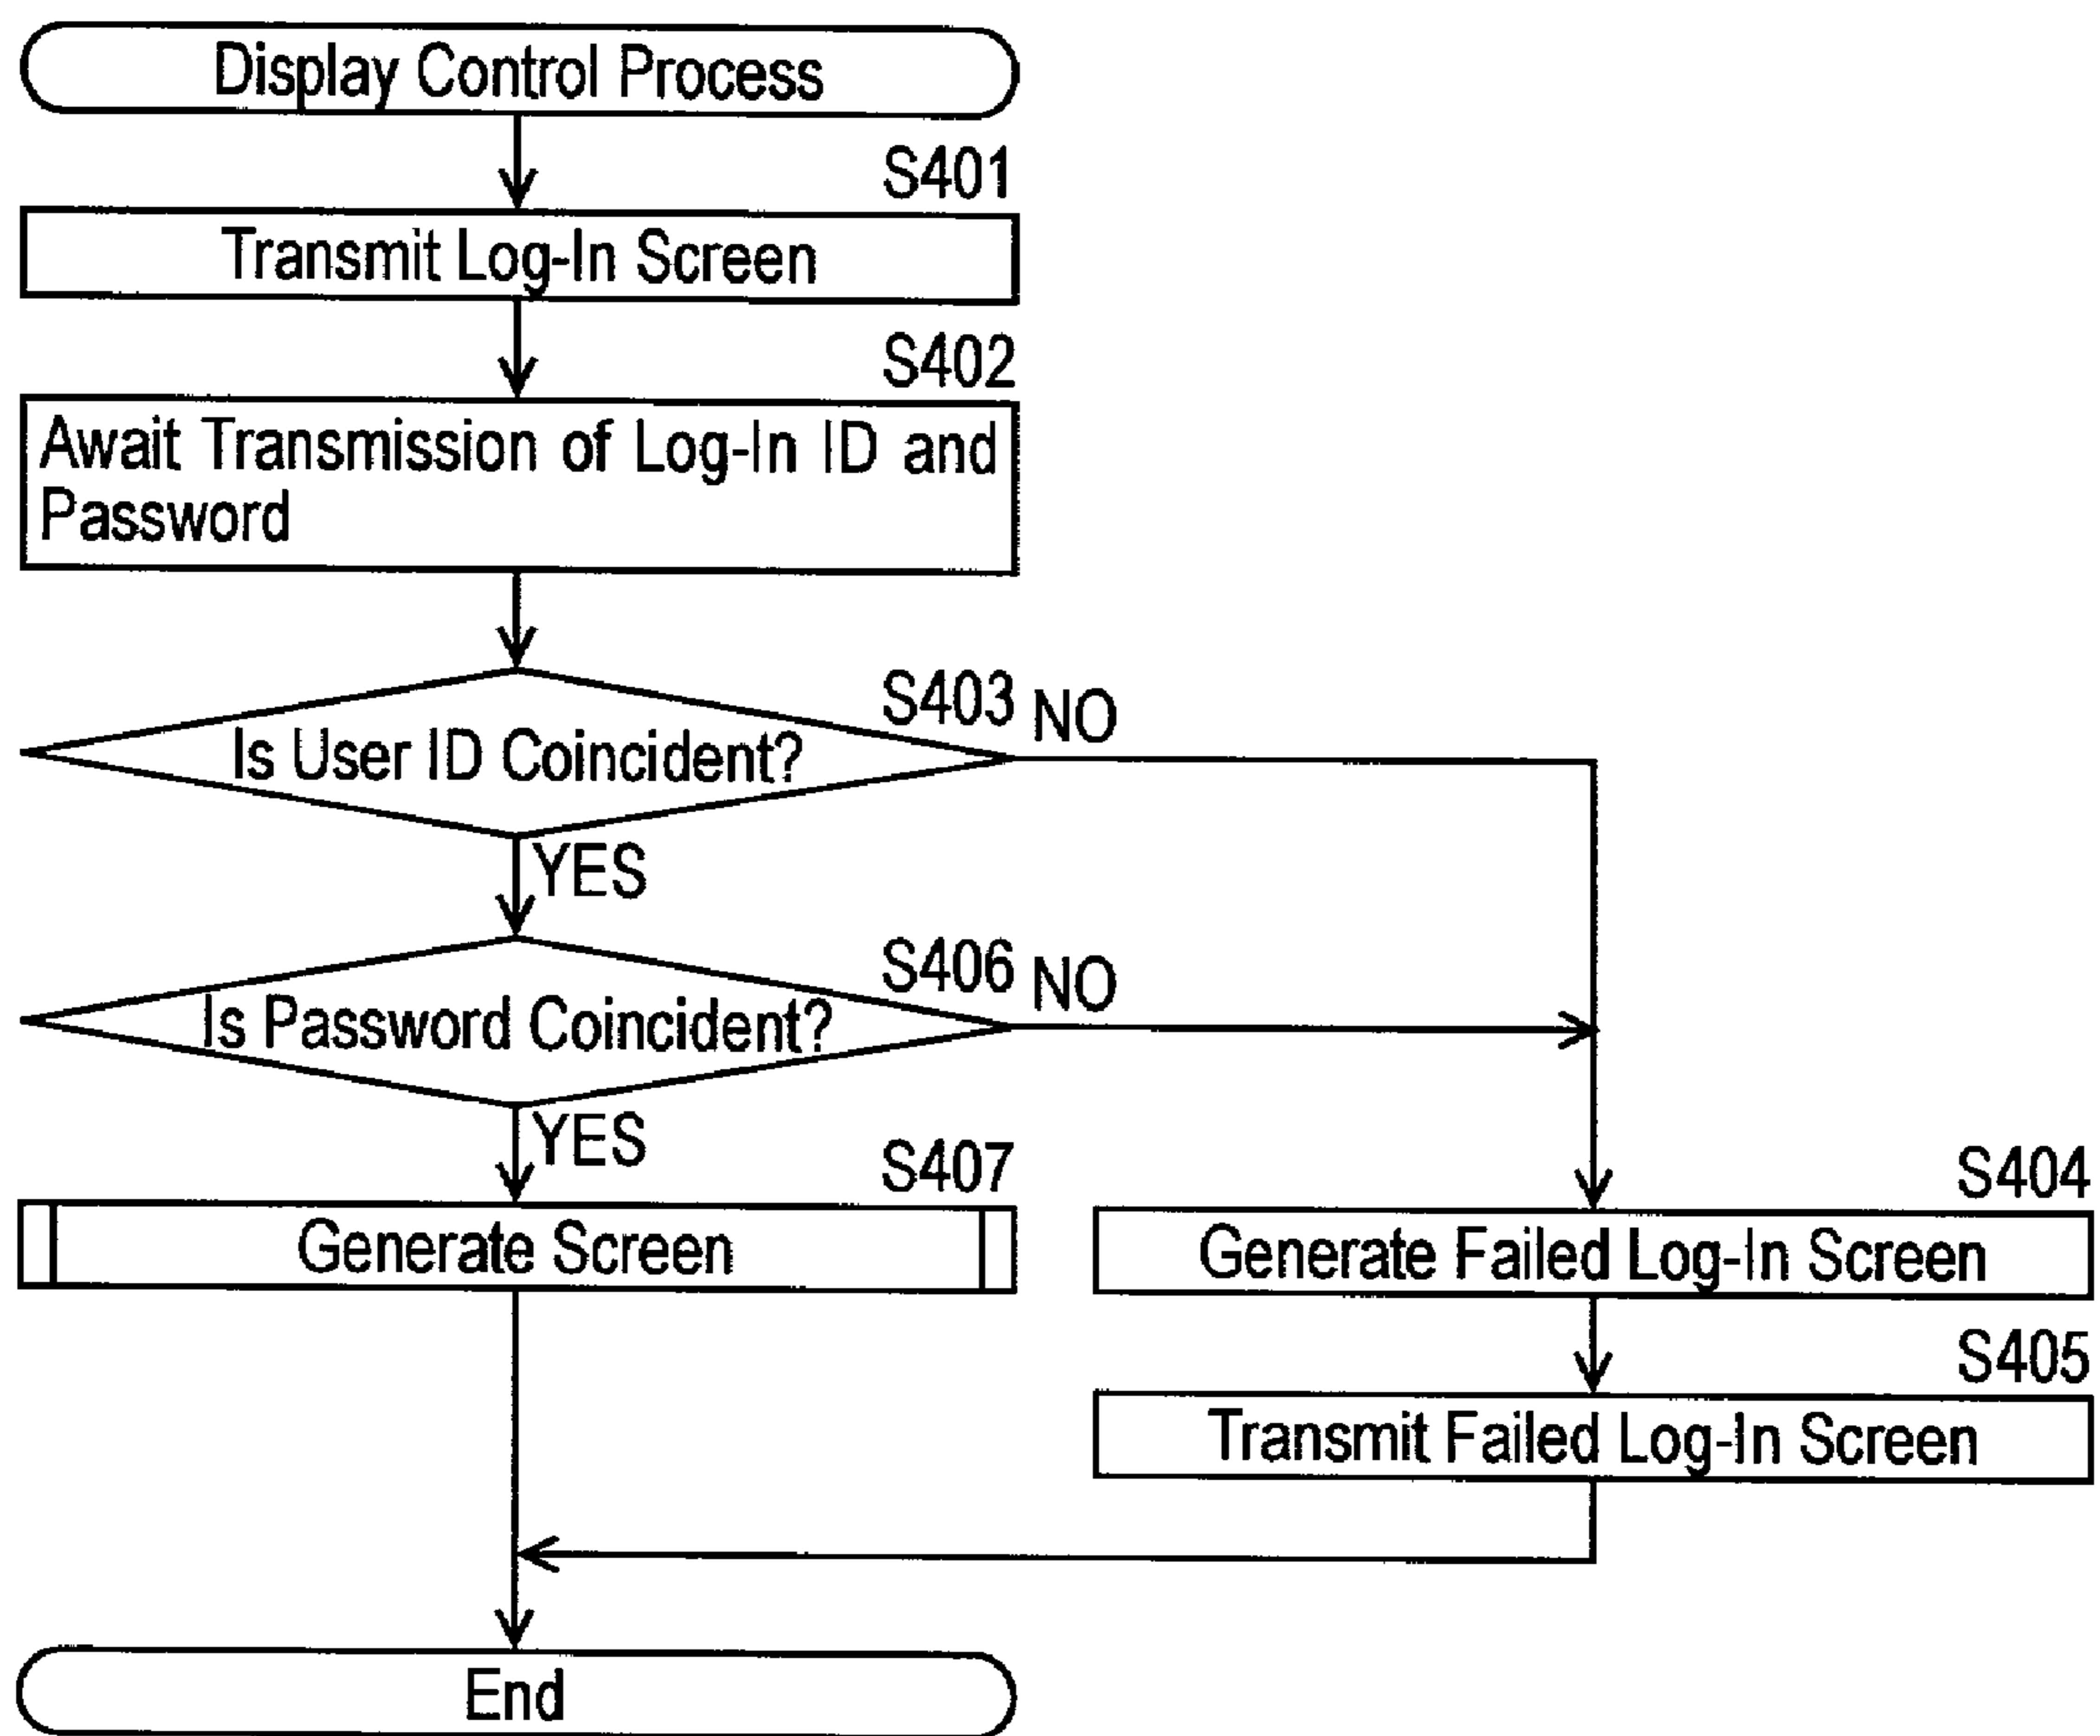 Display Control Process
S401
Transmit Log-In Screen
S402
Await Transmission of Log-In ID and
Password
S403 NO
Is User ID Coincident?
YES
S406 NO
Is Password Coincident?
YES
S407
Generate Screen
S404
Generate Failed Log-In Screen
S405
Transmit Failed Log-In Screen
End